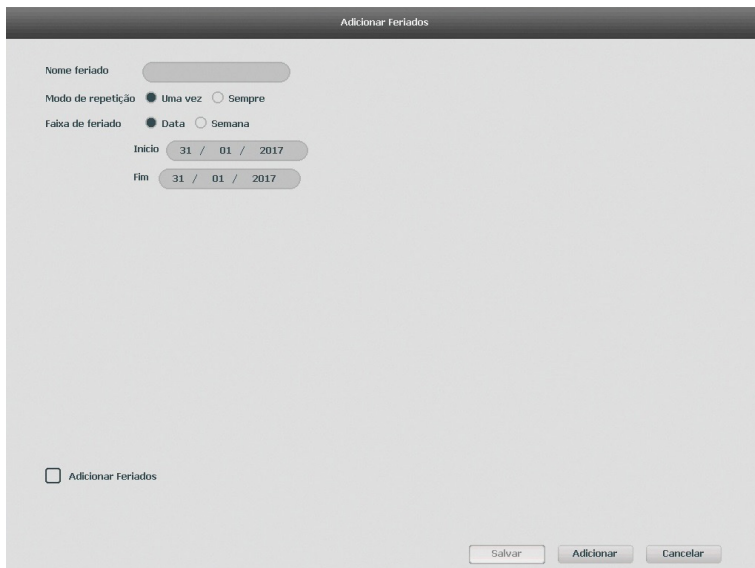 Adicionar Feriados
Nome feriado
Modo de repetição Uma vez Sempre
Faixa de feriado Data Semana
Início 31 / 01 / 2017
Fim 31 / 01 / 2017
Adicionar Feriados
Salvar Adicionar Cancelar